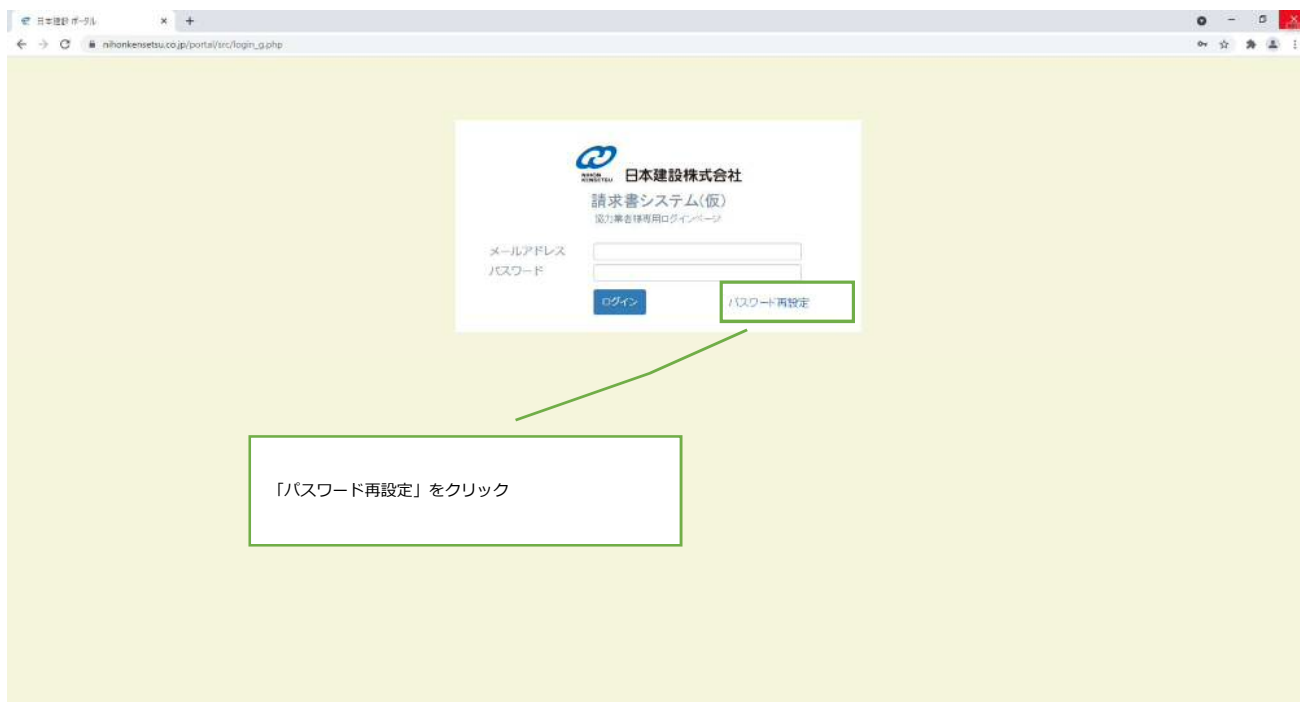 日本建設 ポータル
nihonkensetsu.co.jp/portal/src/login_g.php
NIHON
KENSETSU
日本建設株式会社
請求書システム(仮)
協力業者様専用ログインページ
メールアドレス
パスワード
ログイン
パスワード再設定
「パスワード再設定」をクリック